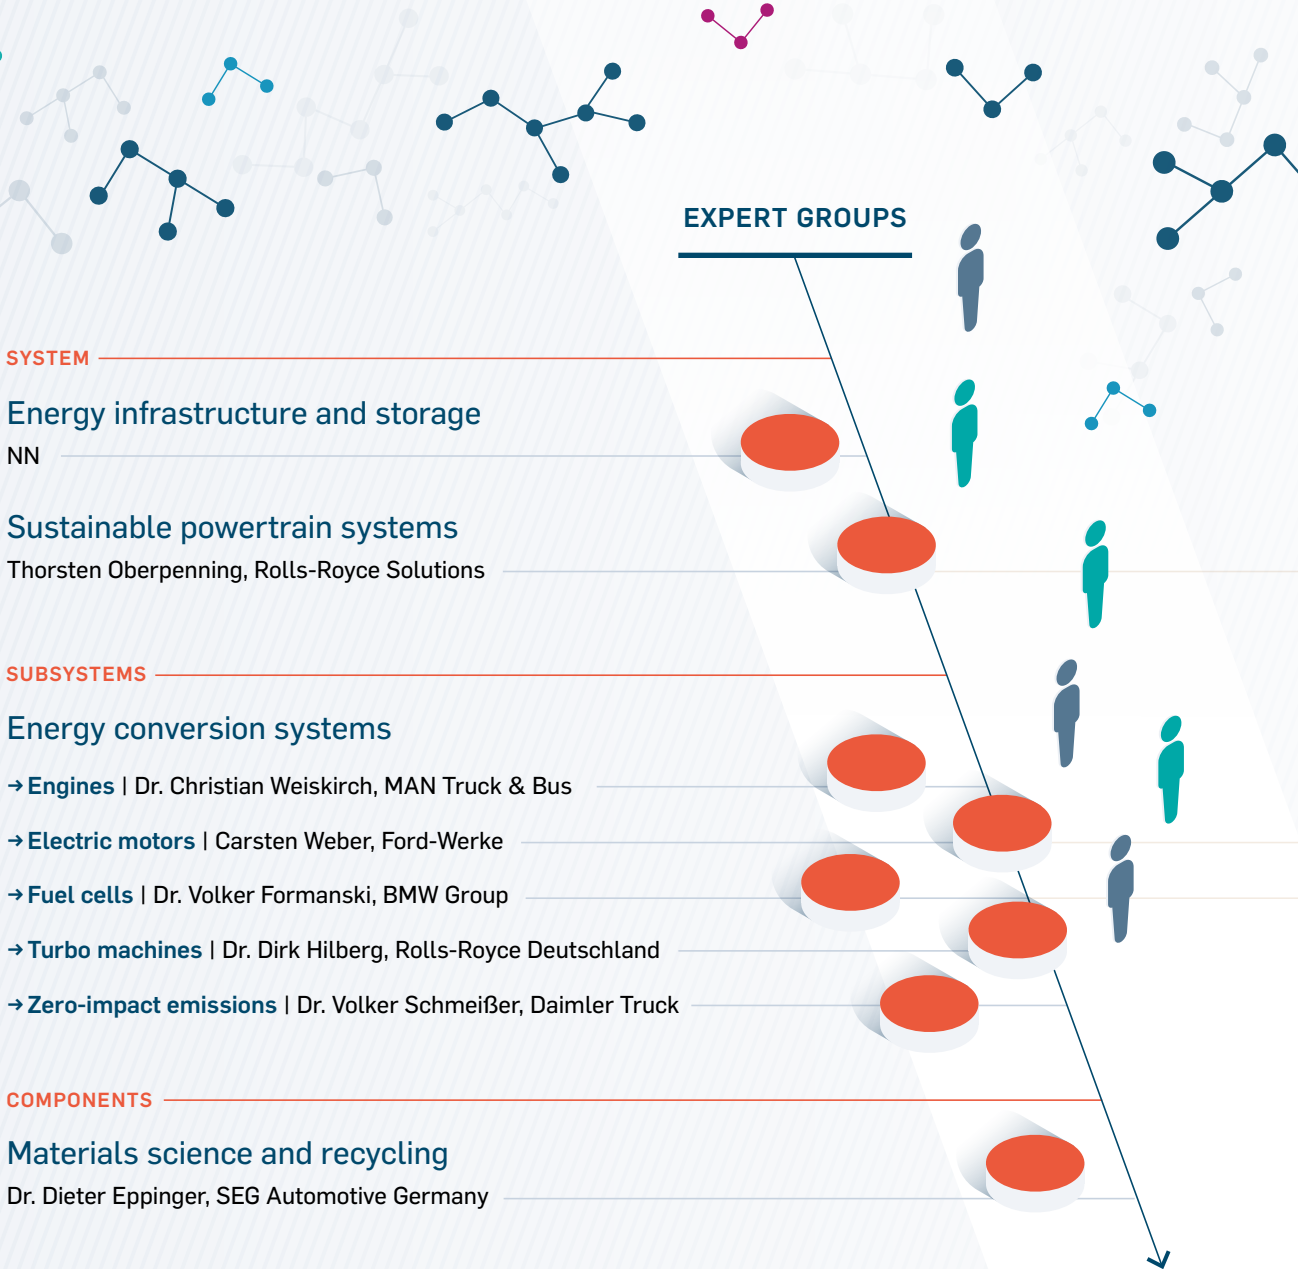 EXPERT GROUPS
SYSTEM
Energy infrastructure and storage
NN
Sustainable powertrain systems
Thorsten Oberpenning, Rolls-Royce Solutions
SUBSYSTEMS
Energy conversion systems
→ Engines | Dr. Christian Weiskirch, MAN Truck & Bus
→ Electric motors | Carsten Weber, Ford-Werke
→ Fuel cells | Dr. Volker Formanski, BMW Group
→ Turbo machines | Dr. Dirk Hilberg, Rolls-Royce Deutschland
→ Zero-impact emissions | Dr. Volker Schmeißer, Daimler Truck
COMPONENTS
Materials science and recycling
Dr. Dieter Eppinger, SEG Automotive Germany